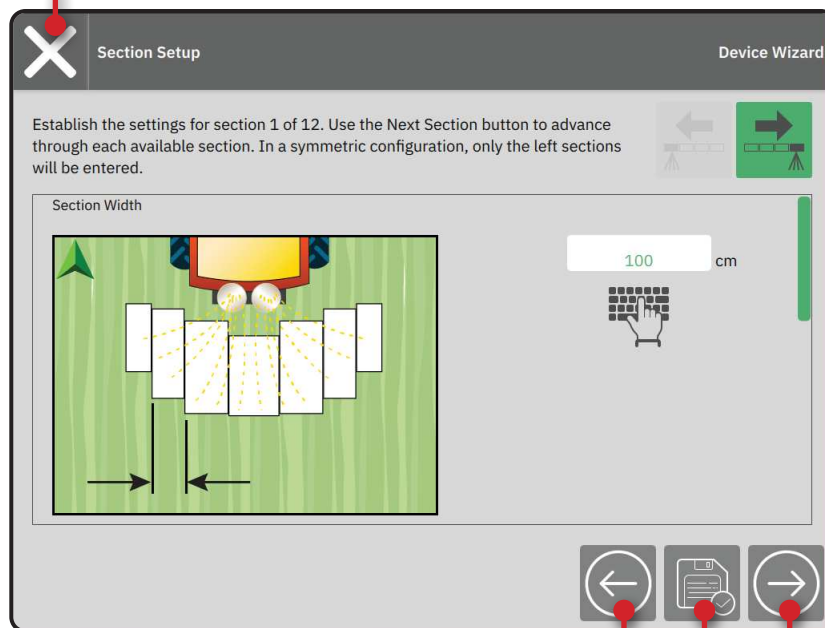 Section Setup
Device Wizard
Establish the settings for section 1 of 12. Use the Next Section button to advance
through each available section. In a symmetric configuration, only the left sections
will be entered.
Section Width
100 cm